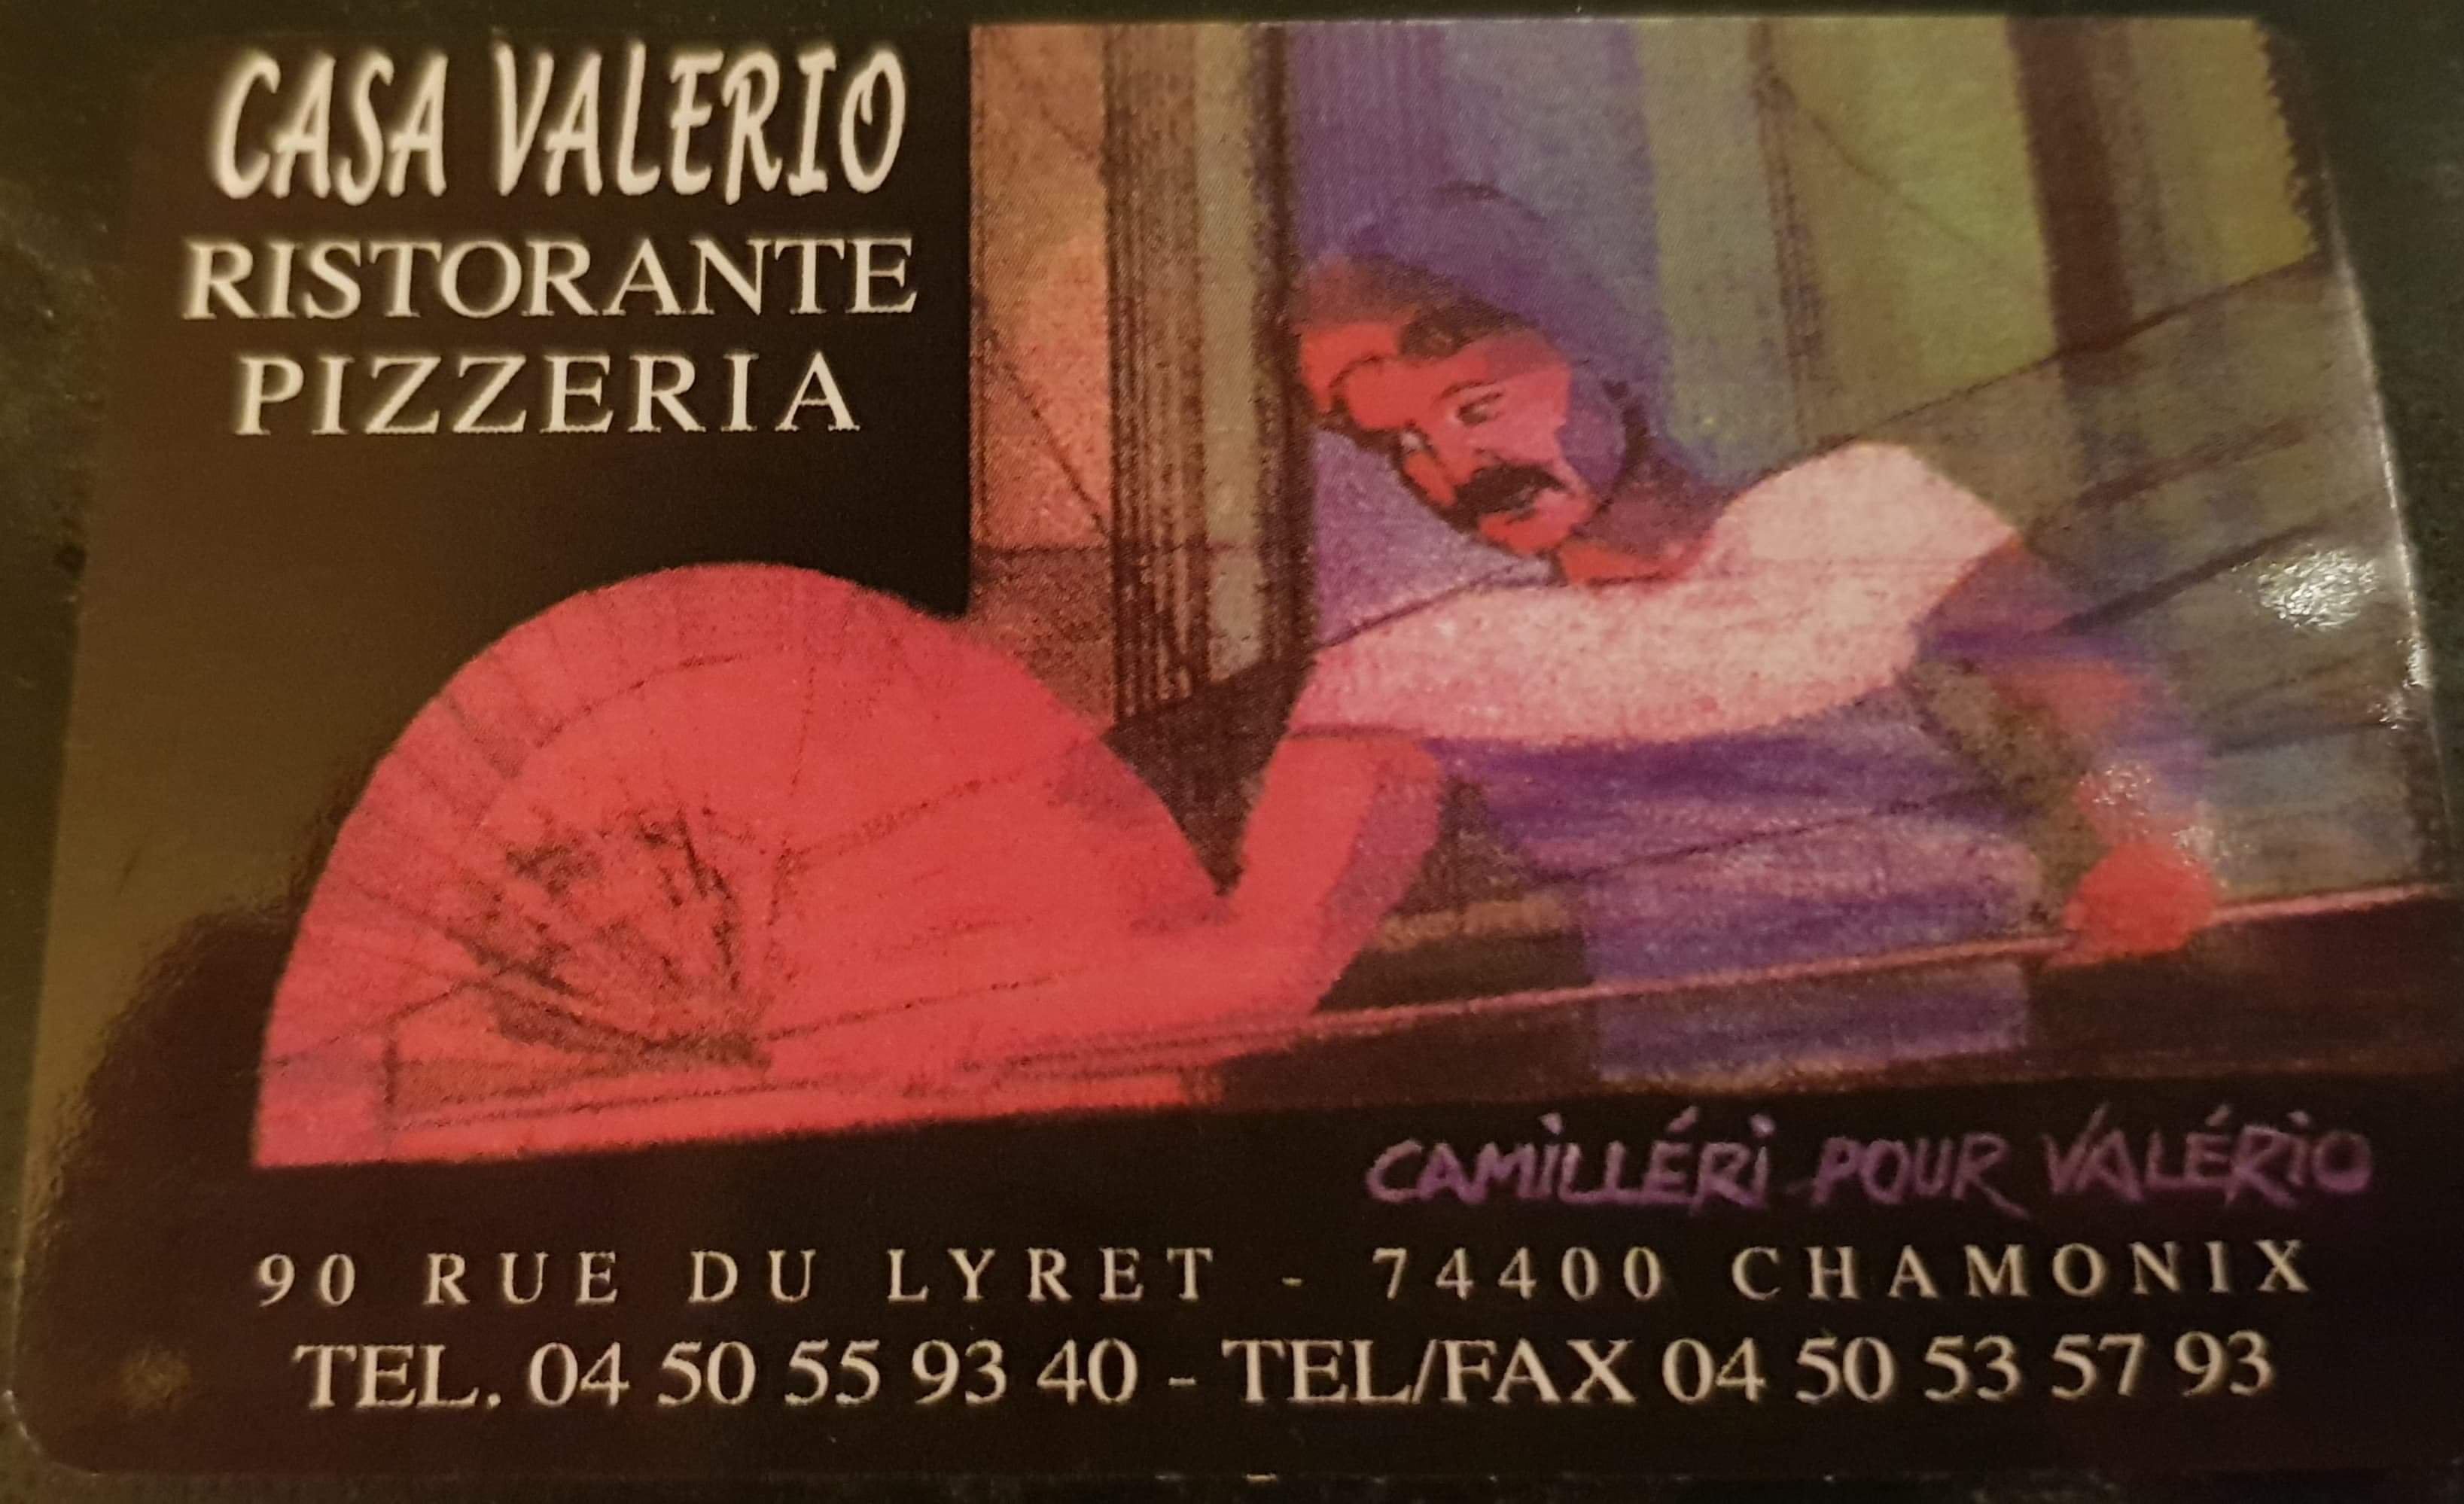 CASA VALERIO
RISTORANTE
PIZZERIA
CAMILLÉRI POUR VALÉRIO
90 RUE DU LYRET - 74400 CHAMONIX
TEL. 04 50 55 93 40 - TEL/FAX 04 50 53 57 93